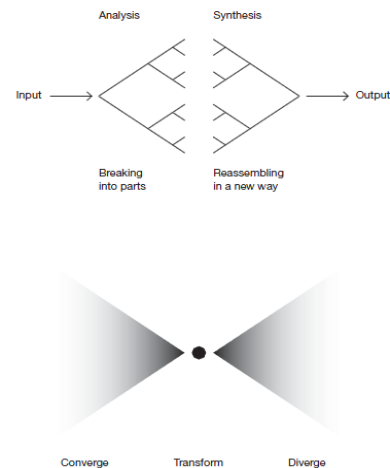 Analysis Synthesis
Input Output
Breaking
into parts
Reassembling
in a new way
Converge Transform Diverge